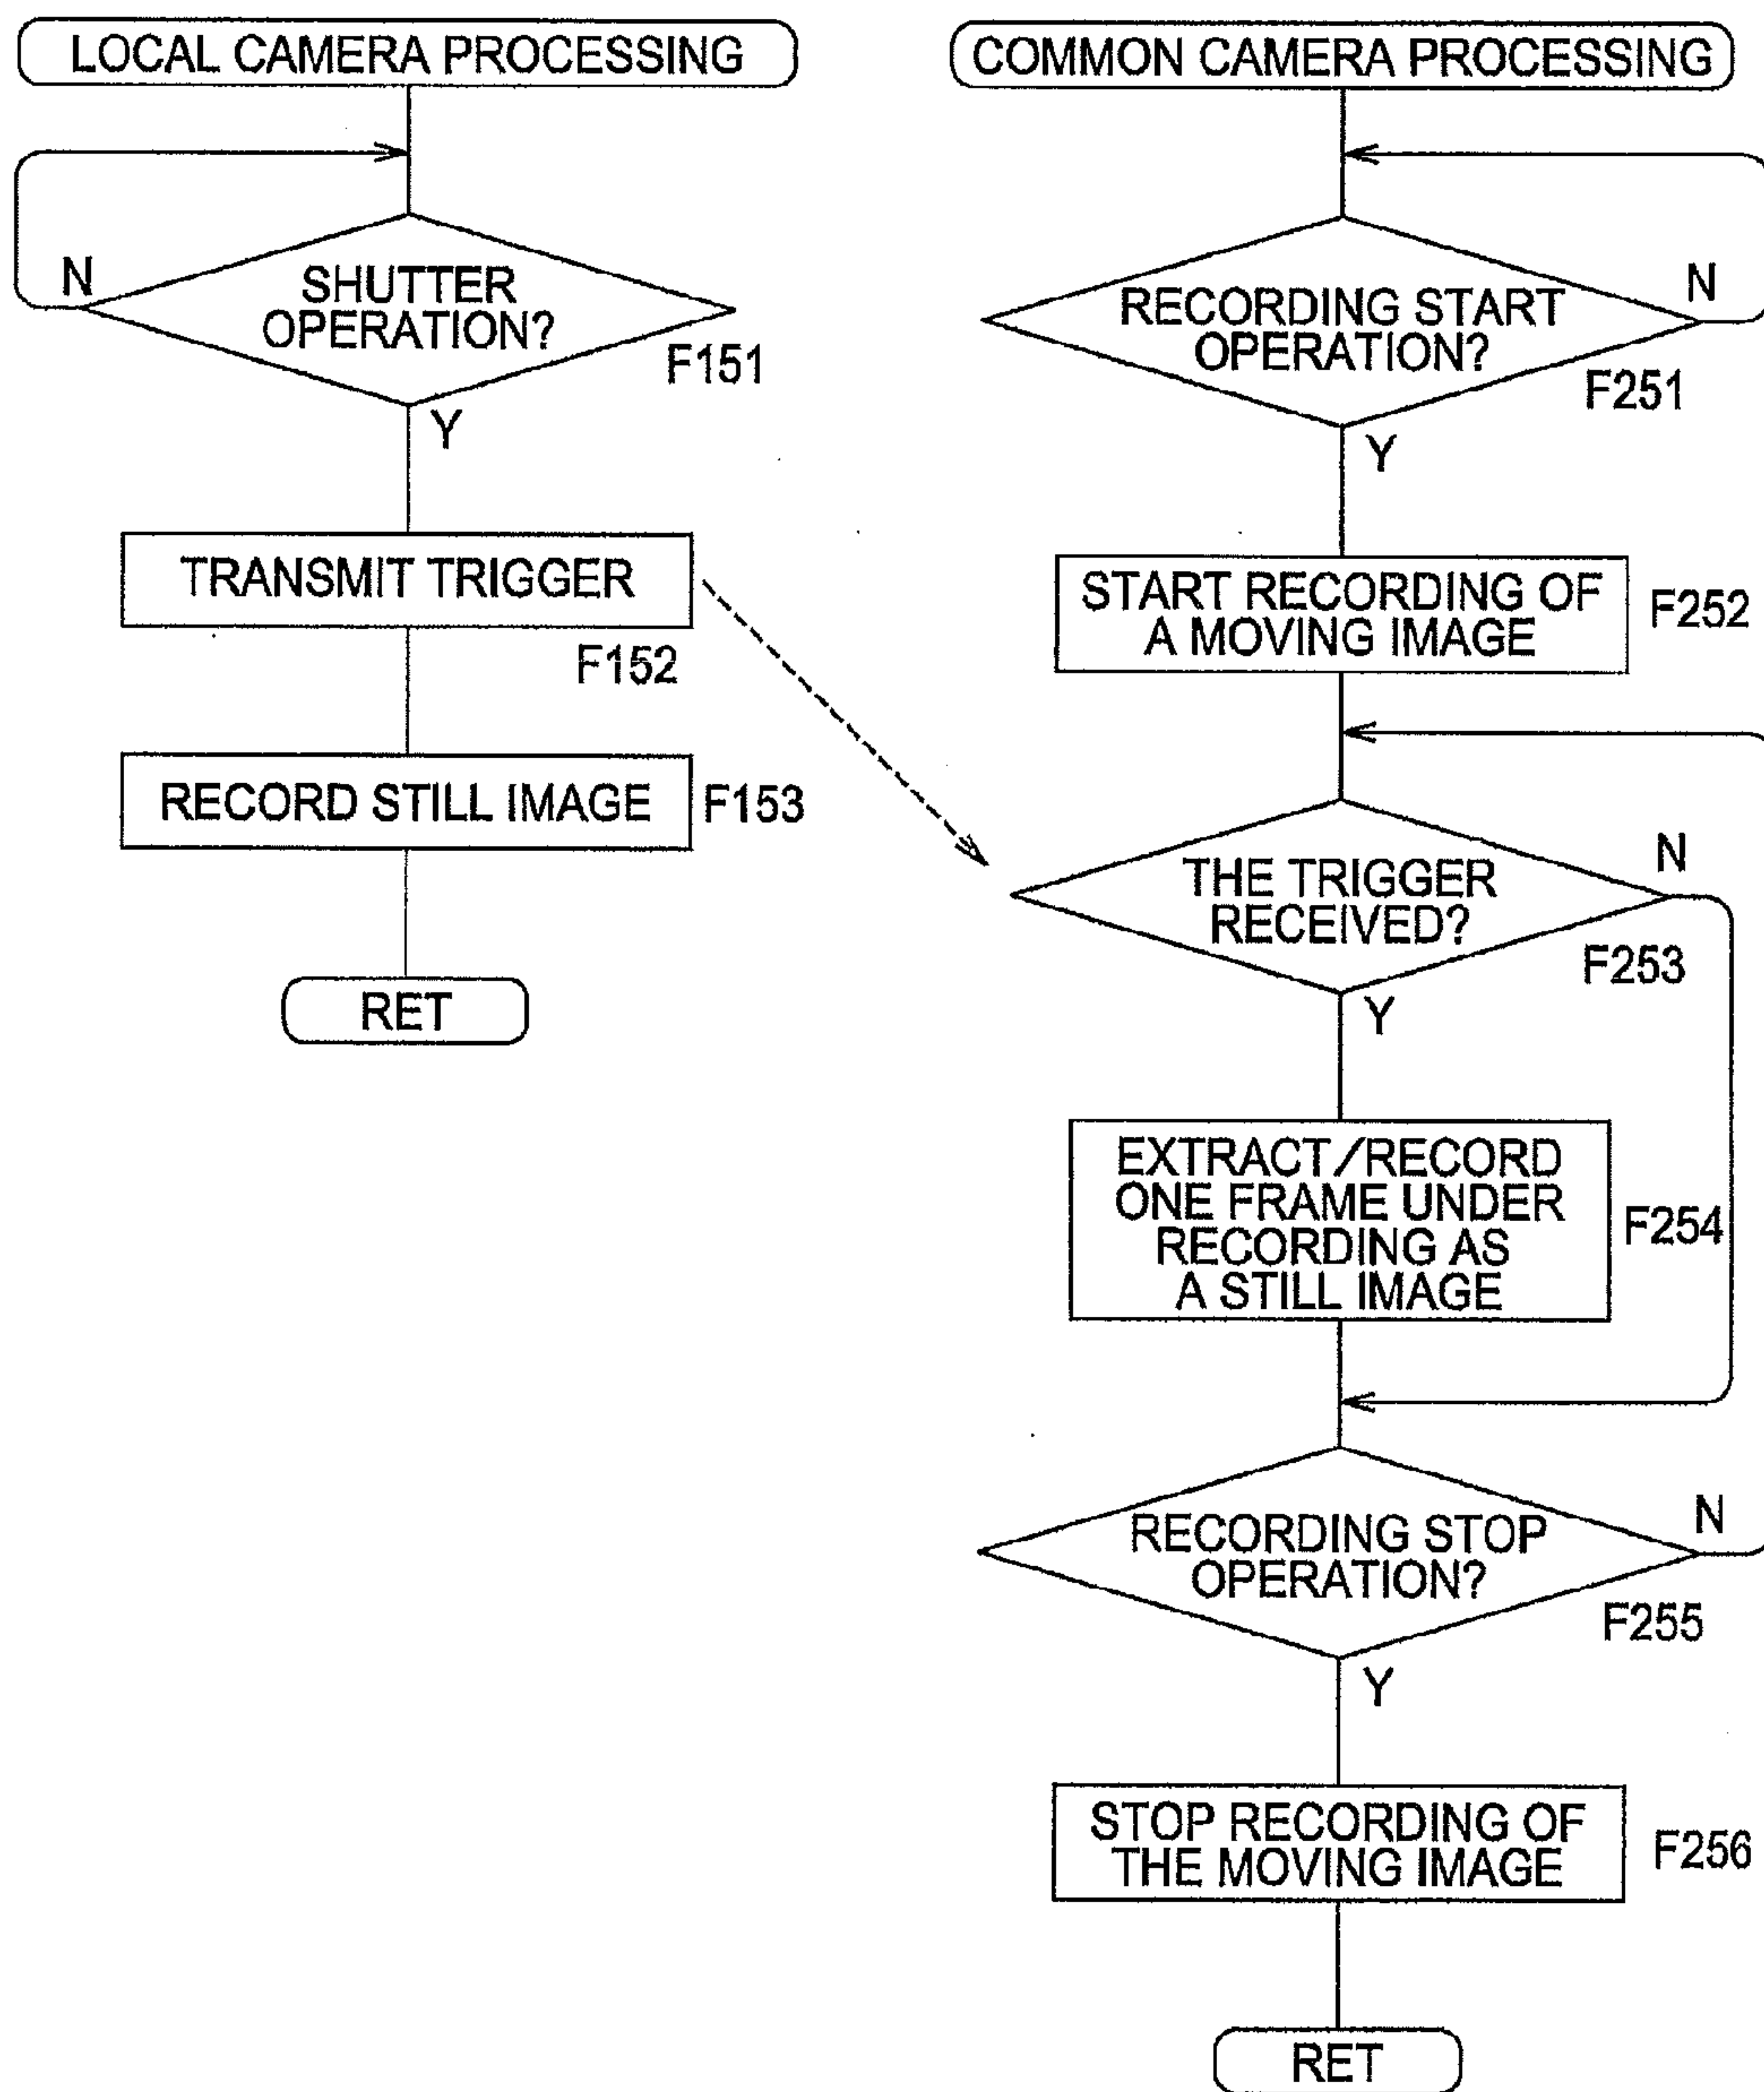 LOCAL CAMERA PROCESSING
N
SHUTTER
OPERATION?
F151
Y
TRANSMIT TRIGGER
F152
RECORD STILL IMAGE
F153
RET
COMMON CAMERA PROCESSING
RECORDING START
OPERATION?
N
F251
Y
START RECORDING OF
A MOVING IMAGE
F252
THE TRIGGER
RECEIVED?
N
F253
Y
EXTRACT/RECORD
ONE FRAME UNDER
RECORDING AS
A STILL IMAGE
F254
RECORDING STOP
OPERATION?
N
F255
Y
STOP RECORDING OF
THE MOVING IMAGE
F256
RET